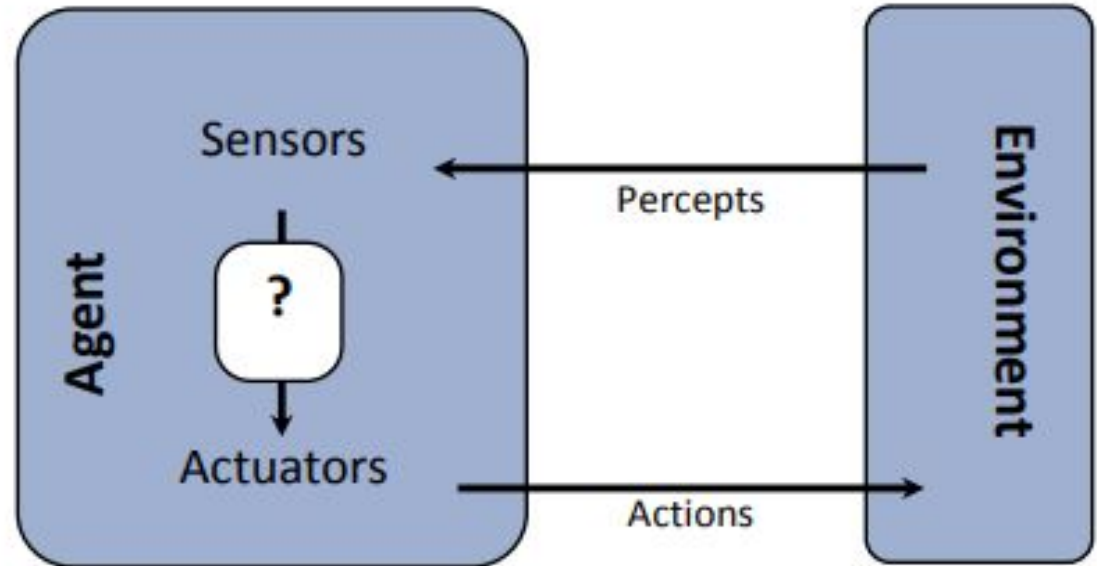 Sensors
Percepts
?
Agent
Environment
Actuators
Actions